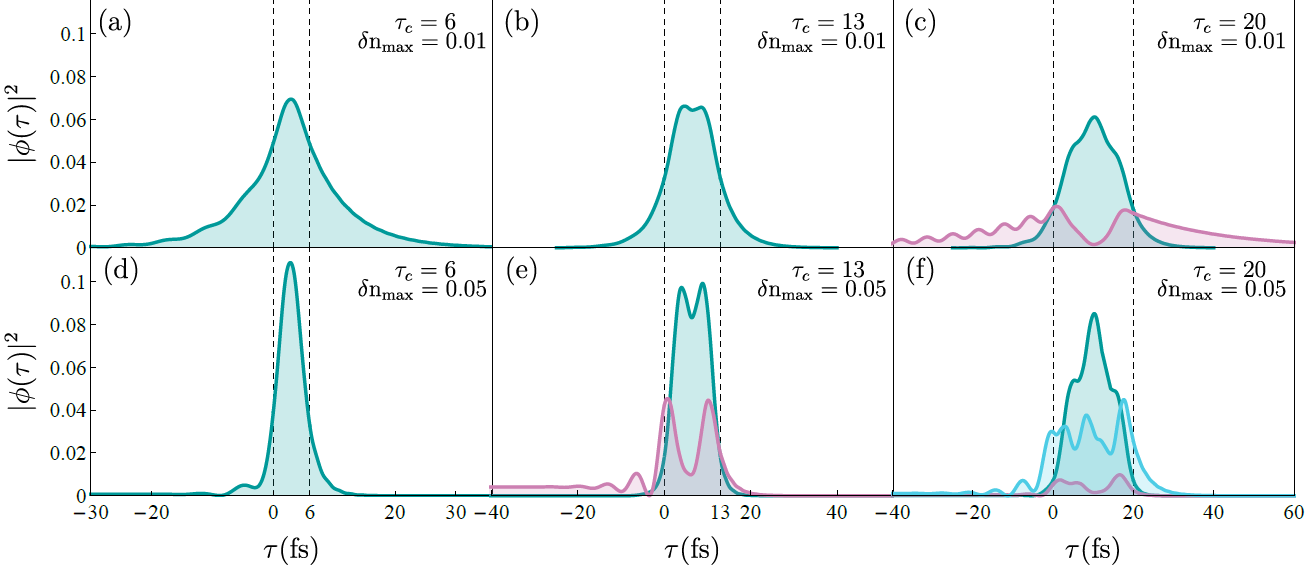 (a) τc = 6
δnmax = 0.01
(b) τc = 13
δnmax = 0.01
(c) τc = 20
δnmax = 0.01
|ϕ(τ)|²
0.1
0.08
0.06
0.04
0.02
0
(d) τc = 6
δnmax = 0.05
(e) τc = 13
δnmax = 0.05
(f) τc = 20
δnmax = 0.05
|ϕ(τ)|²
0.1
0.08
0.06
0.04
0.02
0
−30 −20 0 6 20 30 −40 −20 0 13 20 −40 −20 0 20 40 60
τ(fs) τ(fs) τ(fs)